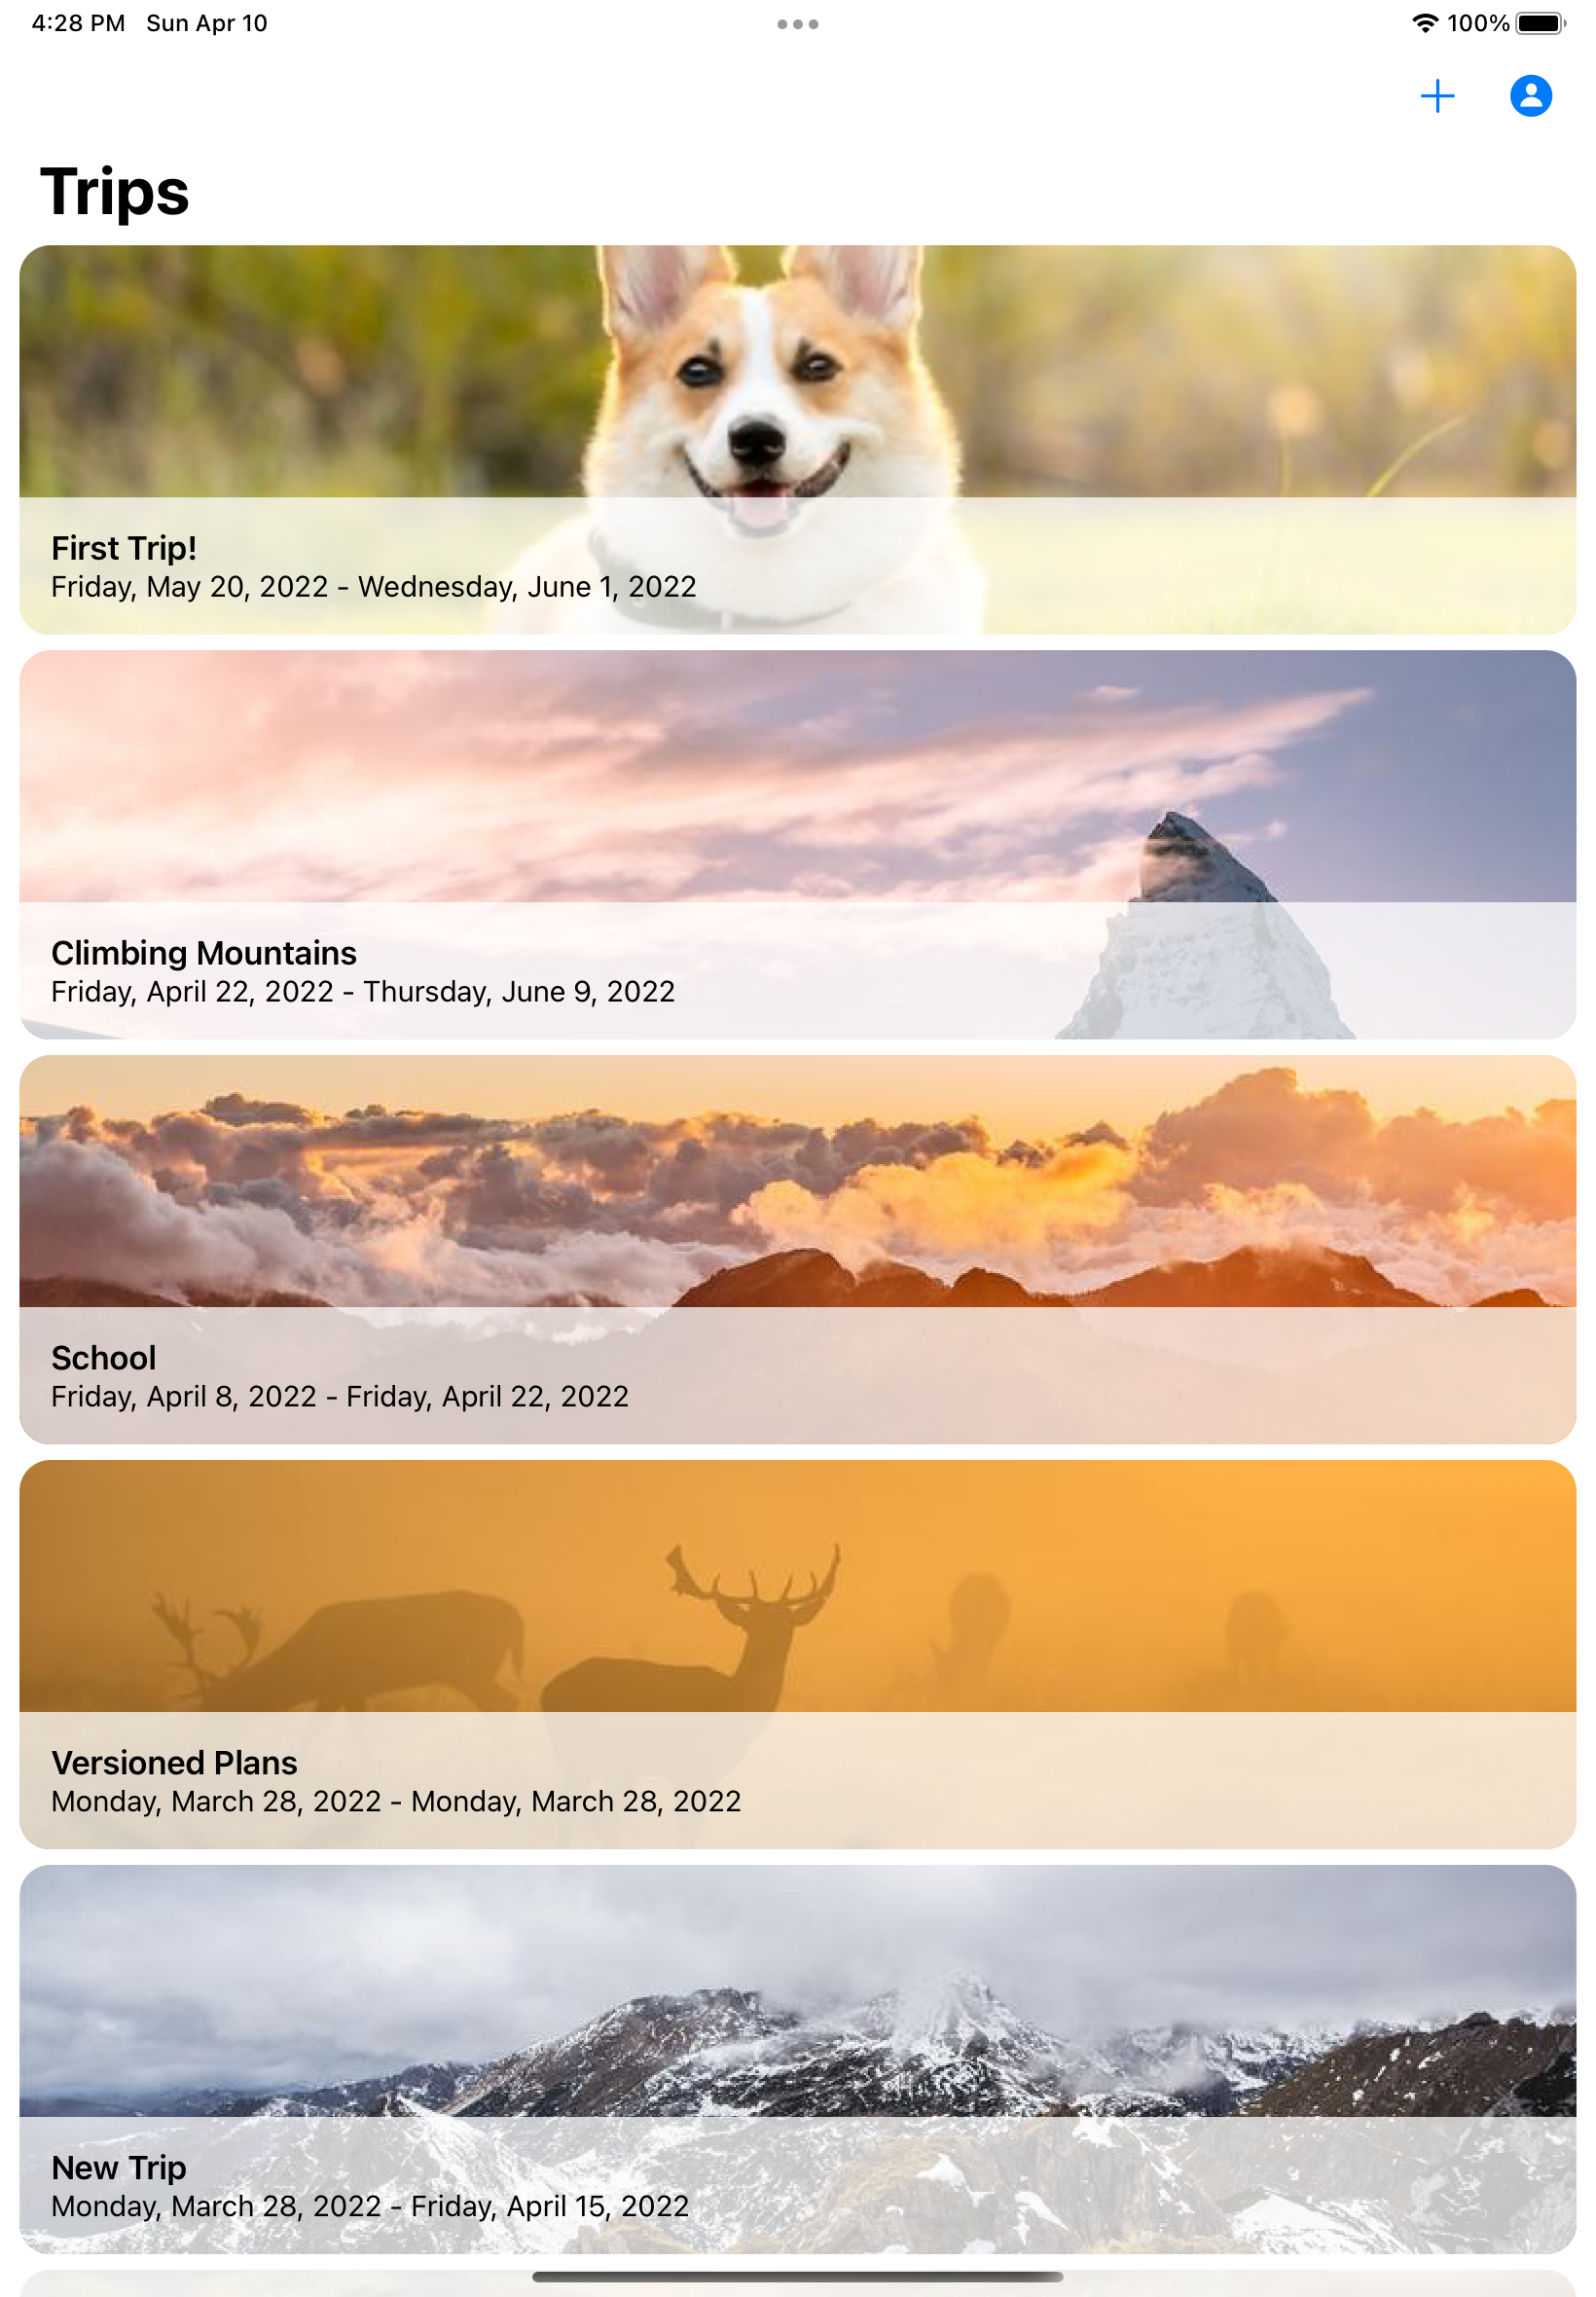 4:28 PM Sun Apr 10 100%
Trips
First Trip!
Friday, May 20, 2022 - Wednesday, June 1, 2022
Climbing Mountains
Friday, April 22, 2022 - Thursday, June 9, 2022
School
Friday, April 8, 2022 - Friday, April 22, 2022
Versioned Plans
Monday, March 28, 2022 - Monday, March 28, 2022
New Trip
Monday, March 28, 2022 - Friday, April 15, 2022